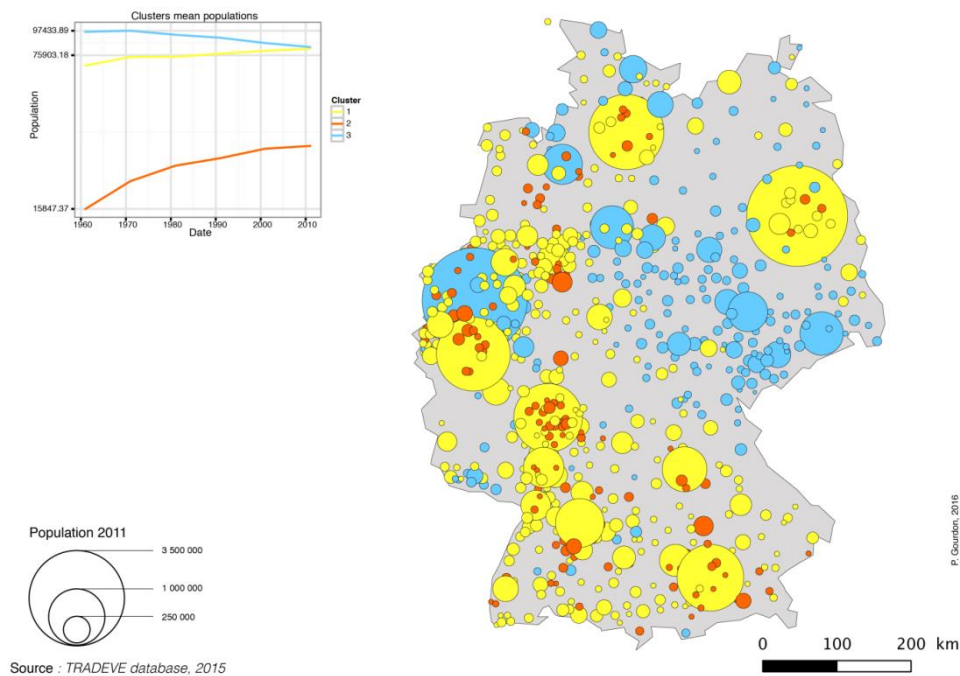 Clusters mean populations
97433.89
75903.18
15847.37
Population
1960 1970 1980 1990 2000 2010
Date
Cluster
1
2
3
Population 2011
3 500 000
1 000 000
250 000
Source : TRADEVE database, 2015
P. Gourdon, 2016
0 100 200 km